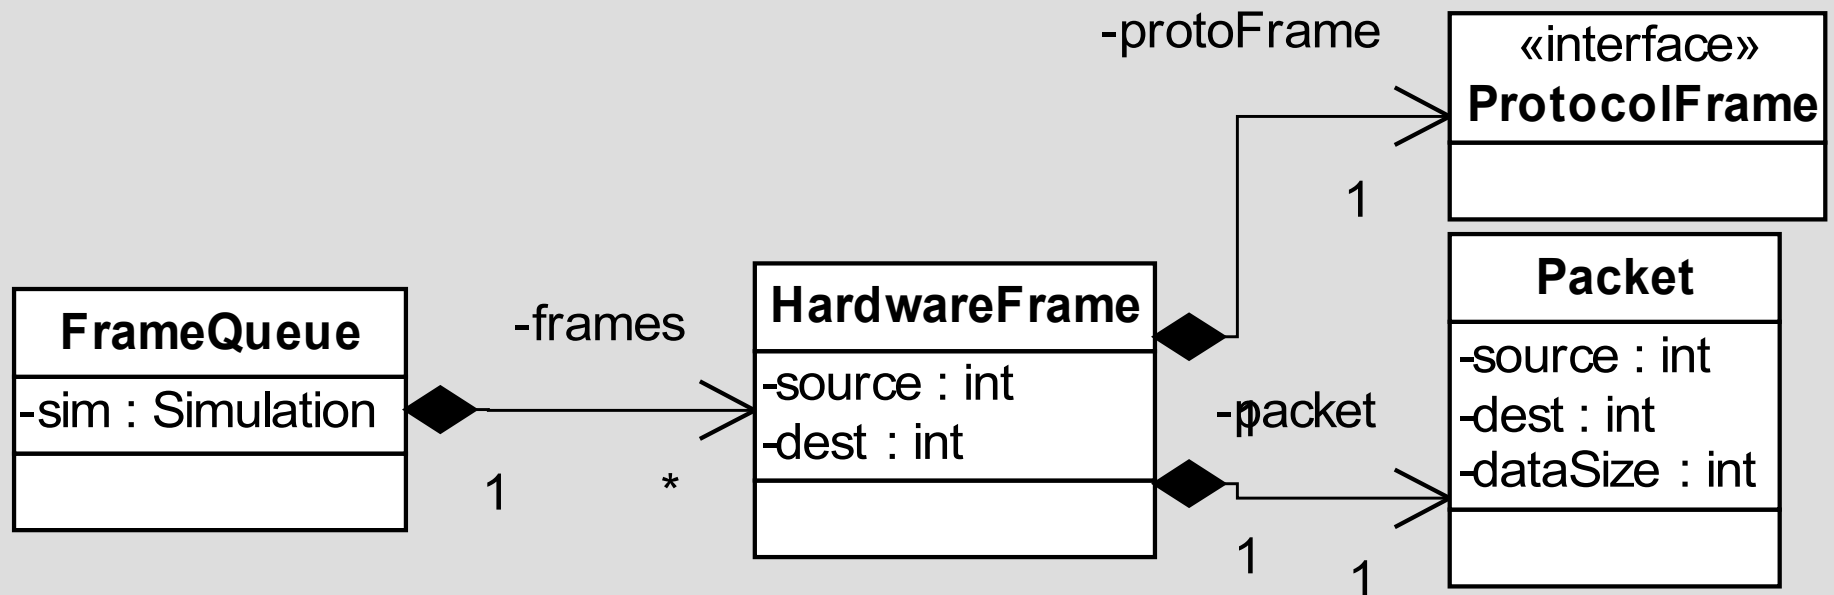 -protoFrame
«interface»
ProtocolFrame
1
FrameQueue
-sim : Simulation
-frames
1
*
HardwareFrame
-source : int
-dest : int
1
-packet
1
1
Packet
-source : int
-dest : int
-dataSize : int